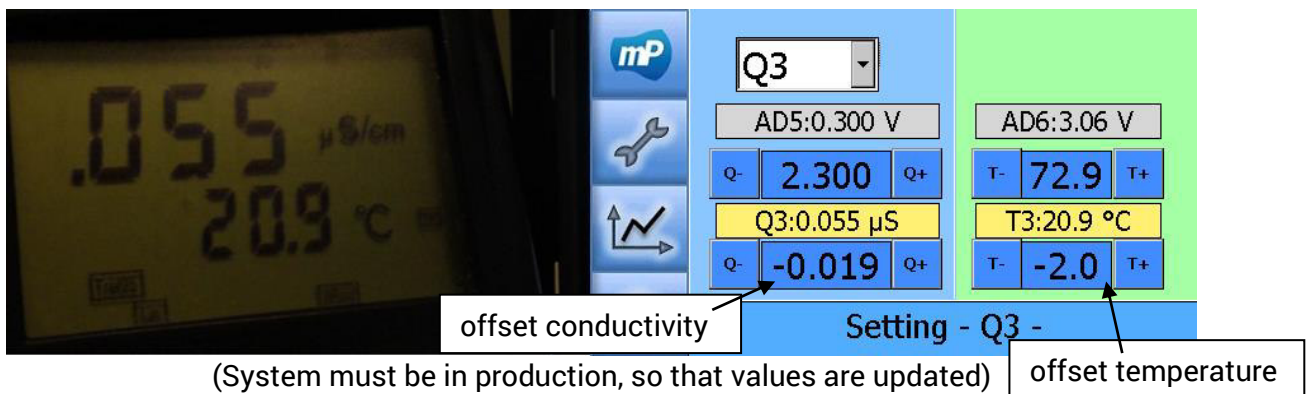 .055 µS/cm
20.9 °C
mP
Q3
AD5:0.300 V
Q- 2.300 Q+
Q3:0.055 µS
Q- -0.019 Q+
AD6:3.06 V
T- 72.9 T+
T3:20.9 °C
T- -2.0 T+
offset conductivity
Setting - Q3 -
offset temperature
(System must be in production, so that values are updated)